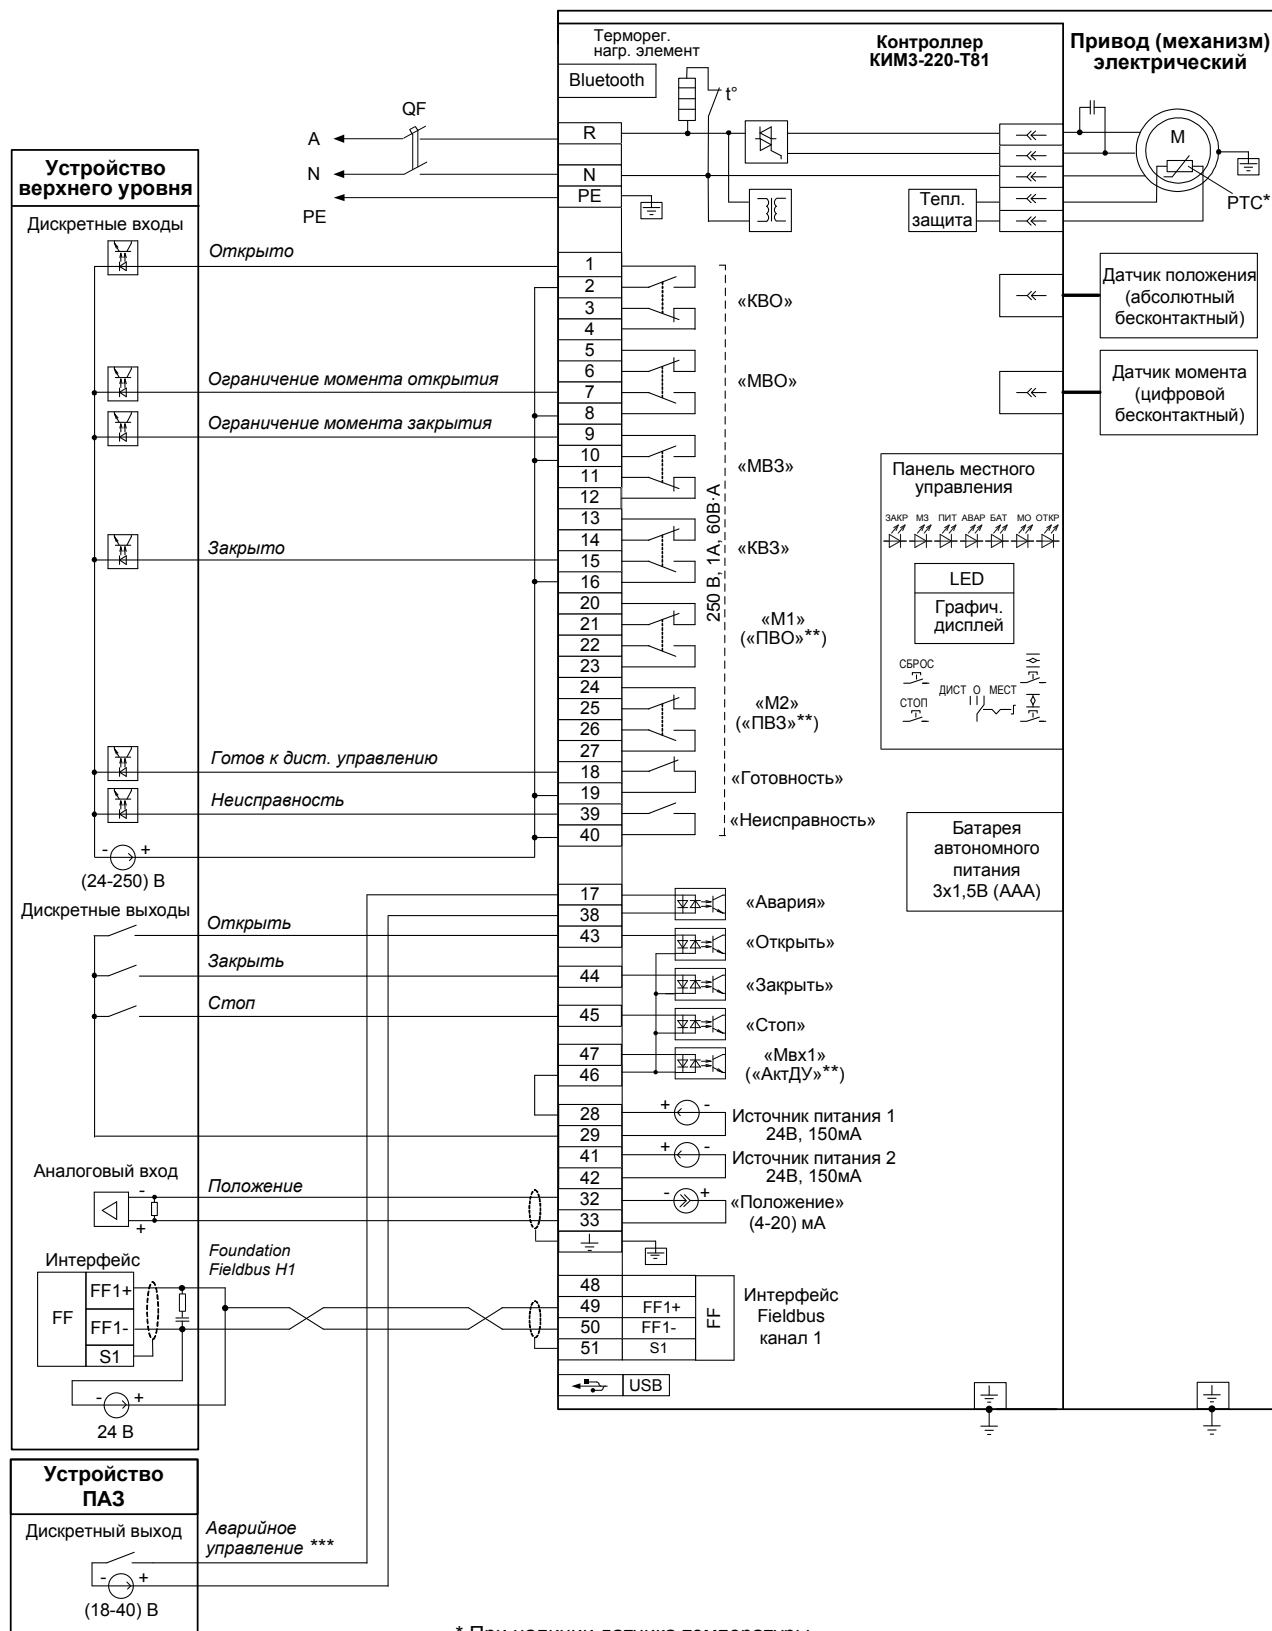 Терморег.
нагр. элемент
Контроллер
КИМ3-220-Т81
Привод (механизм)
электрический
Bluetooth
t°
QF
A
N
PE
R
N
PE
M
PTC*
Тепл.
защита
Устройство
верхнего уровня
Дискретные входы
Открыто
Ограничение момента открытия
Ограничение момента закрытия
Закрыто
Готов к дист. управлению
Неисправность
- +
(24-250) В
1
2
3
4
5
6
7
8
9
10
11
12
13
14
15
16
20
21
22
23
24
25
26
27
18
19
39
40
«КВО»
«МВО»
«МВЗ»
«КВЗ»
«М1»
(«ПВО»**)
«М2»
(«ПВЗ»**)
«Готовность»
«Неисправность»
250 В, 1А, 60В·А
Датчик положения
(абсолютный
бесконтактный)
Датчик момента
(цифровой
бесконтактный)
Панель местного
управления
ЗАКР МЗ ПИТ АВАР БАТ МО ОТКР
LED
Графич.
дисплей
СБРОС
СТОП
ДИСТ О МЕСТ
Батарея
автономного
питания
3х1,5В (ААА)
Дискретные выходы
Открыть
Закрыть
Стоп
17
38
43
44
45
47
46
28
29
41
42
32
33
«Авария»
«Открыть»
«Закрыть»
«Стоп»
«Мвх1»
(«АктДУ»**)
+ -
Источник питания 1
24В, 150мА
+ -
Источник питания 2
24В, 150мА
- +
«Положение»
(4-20) мА
Аналоговый вход
Положение
-
+
Интерфейс
Foundation
Fieldbus H1
FF
FF1+
FF1-
S1
- +
24 В
48
49 FF1+
50 FF1-
51 S1
FF
Интерфейс
Fieldbus
канал 1
USB
Устройство
ПАЗ
Дискретный выход
Аварийное
управление ***
- +
(18-40) В
* При наличии датчика температуры